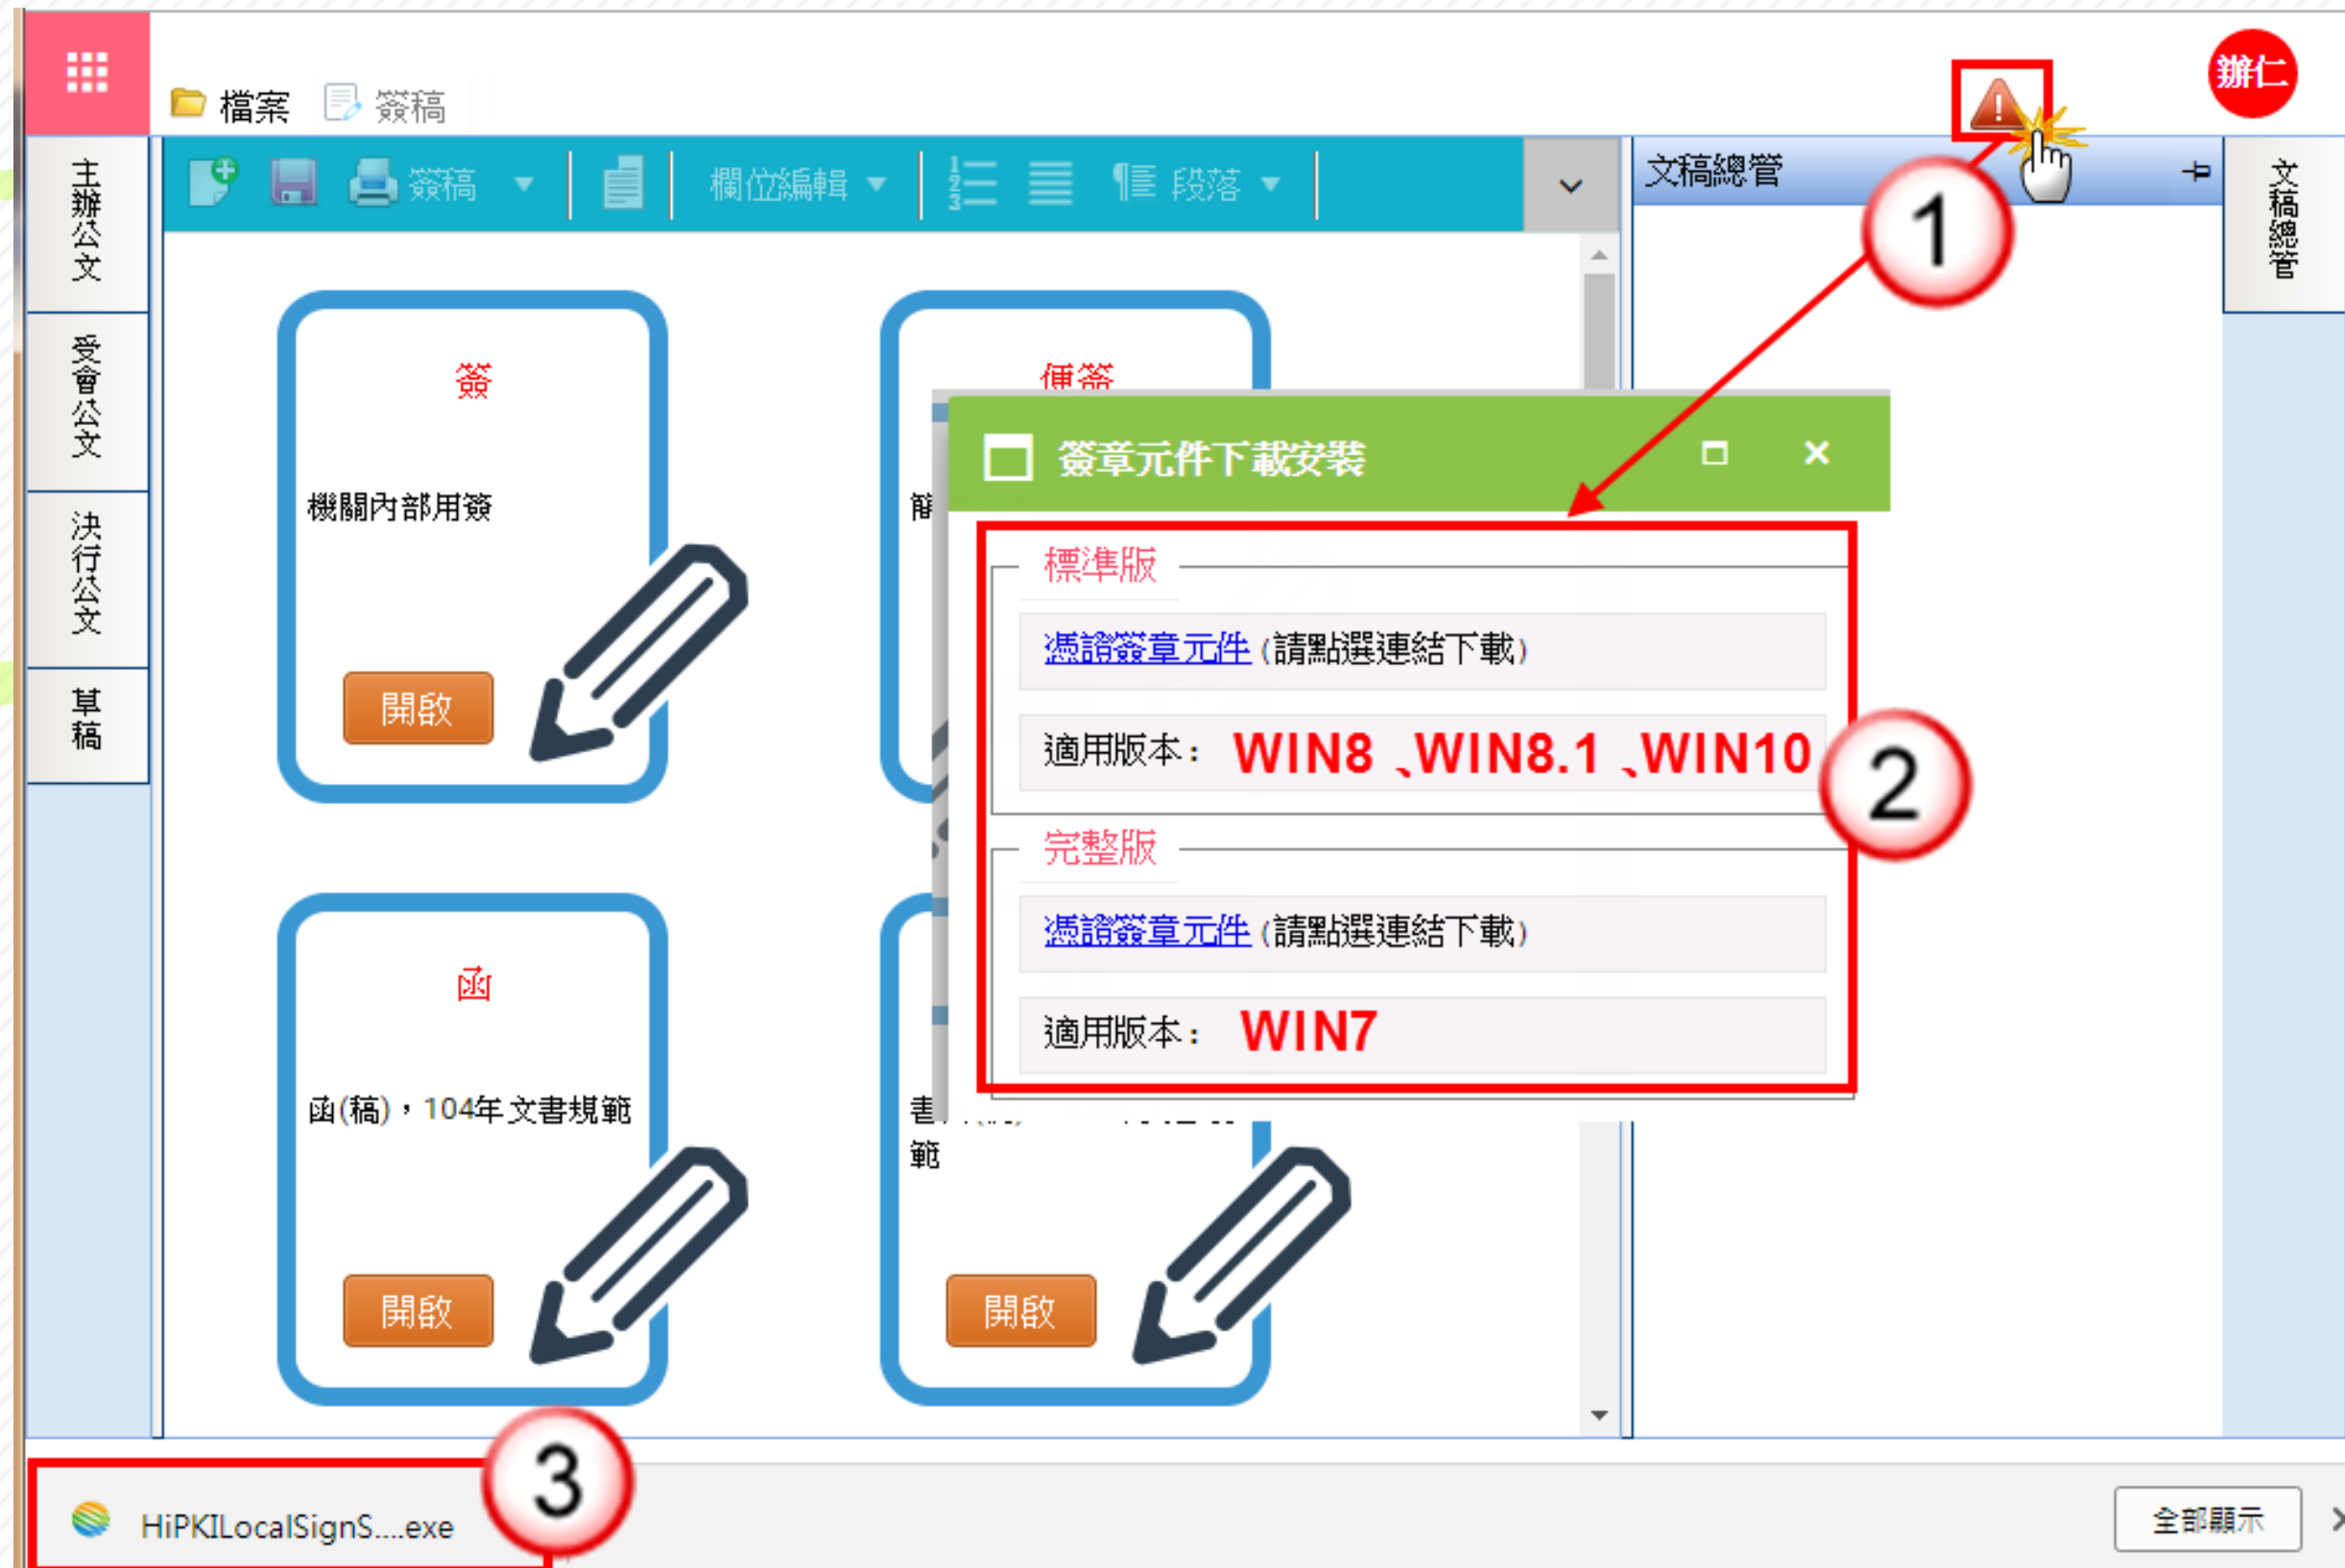 辦仁
檔案 簽稿
主辦公文
受會公文
決行公文
草稿
簽稿 欄位編輯 段落
文稿總管
文稿總管
1
簽
機關內部用簽
開啟
便簽
簽章元件下載安裝
標準版
憑證簽章元件 (請點選連結下載)
適用版本： WIN8 、WIN8.1 、WIN10
2
完整版
憑證簽章元件 (請點選連結下載)
適用版本： WIN7
函
函(稿)，104年文書規範
開啟
範
開啟
3
HiPKILocalSignS....exe
全部顯示